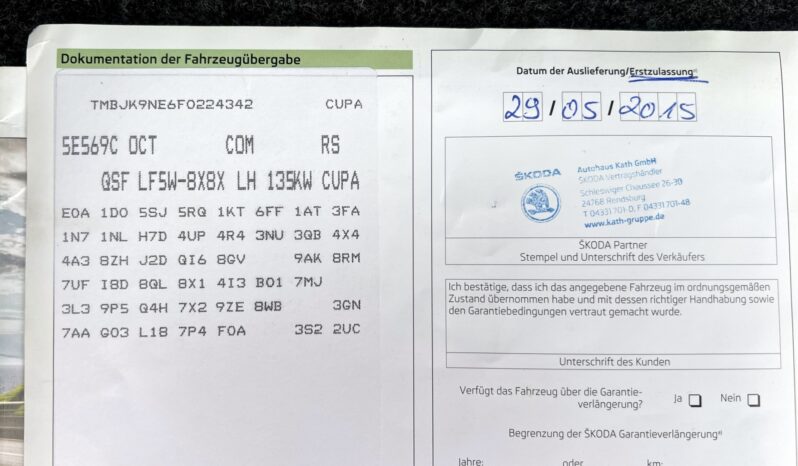 Dokumentation der Fahrzeugübergabe
TMBJK9NE6F0224342 CUPA
5E569C OCT COM RS
QSF LF5W-8X8X LH 135KW CUPA
E0A 1D0 5SJ 5RQ 1KT 6FF 1AT 3FA
1N7 1NL H7D 4UP 4R4 3NU 3QB 4X4
4A3 8ZH J2D QI6 8GV 9AK 8RM
7UF I8D 8QL 8X1 4I3 B01 7MJ
3L3 9P5 Q4H 7X2 9ZE 8WB 3GN
7AA G03 L18 7P4 F0A 3S2 2UC
Datum der Auslieferung/Erstzulassung
29/05/2015
ŠKODA
Autohaus Kath GmbH
ŠKODA Vertragshändler
Schleswiger Chaussee 26-30
24768 Rendsburg
T 04331 701-0, F 04331 701-48
www.kath-gruppe.de
ŠKODA Partner
Stempel und Unterschrift des Verkäufers
Ich bestätige, dass ich das angegebene Fahrzeug im ordnungsgemäßen
Zustand übernommen habe und mit dessen richtiger Handhabung sowie
den Garantiebedingungen vertraut gemacht wurde.
Unterschrift des Kunden
Verfügt das Fahrzeug über die Garantie-
verlängerung? Ja Nein
Begrenzung der ŠKODA Garantieverlängerung
Jahre: oder km: